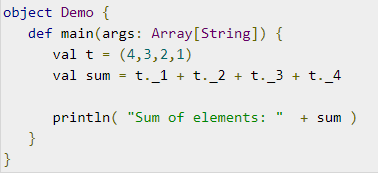 object Demo {
   def main(args: Array[String]) {
      val t = (4,3,2,1)
      val sum = t._1 + t._2 + t._3 + t._4
      println( "Sum of elements: "  + sum )
   }
}